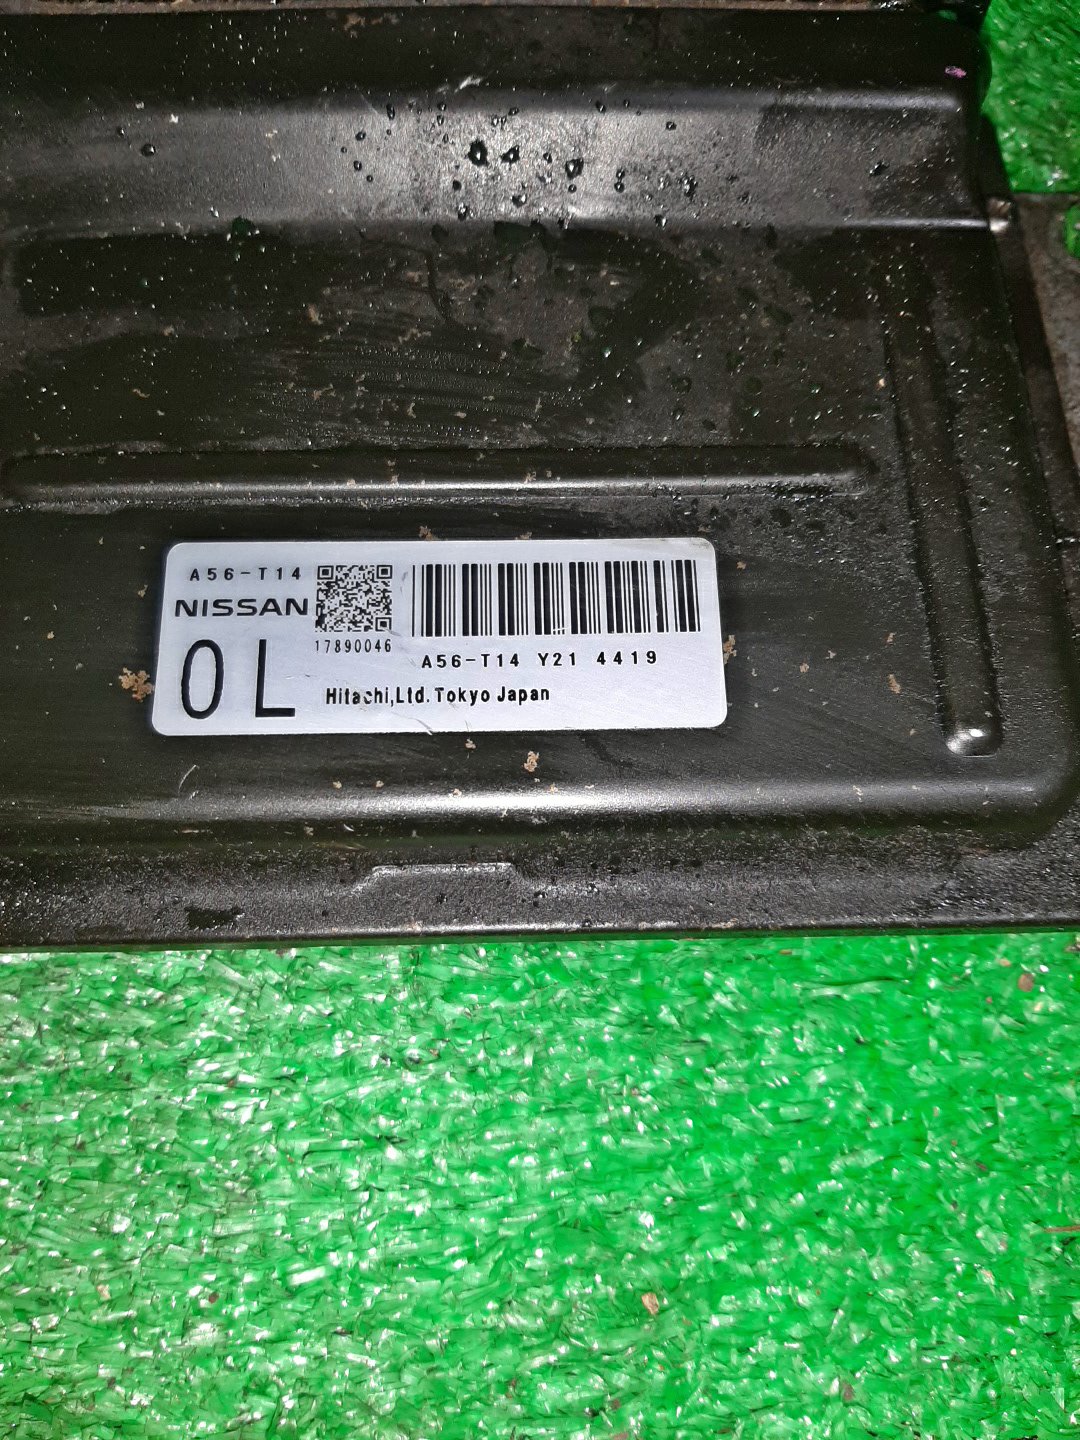 A56-T14
NISSAN
17890046
0L
A56-T14 Y21 4419
Hitachi,Ltd.Tokyo Japan